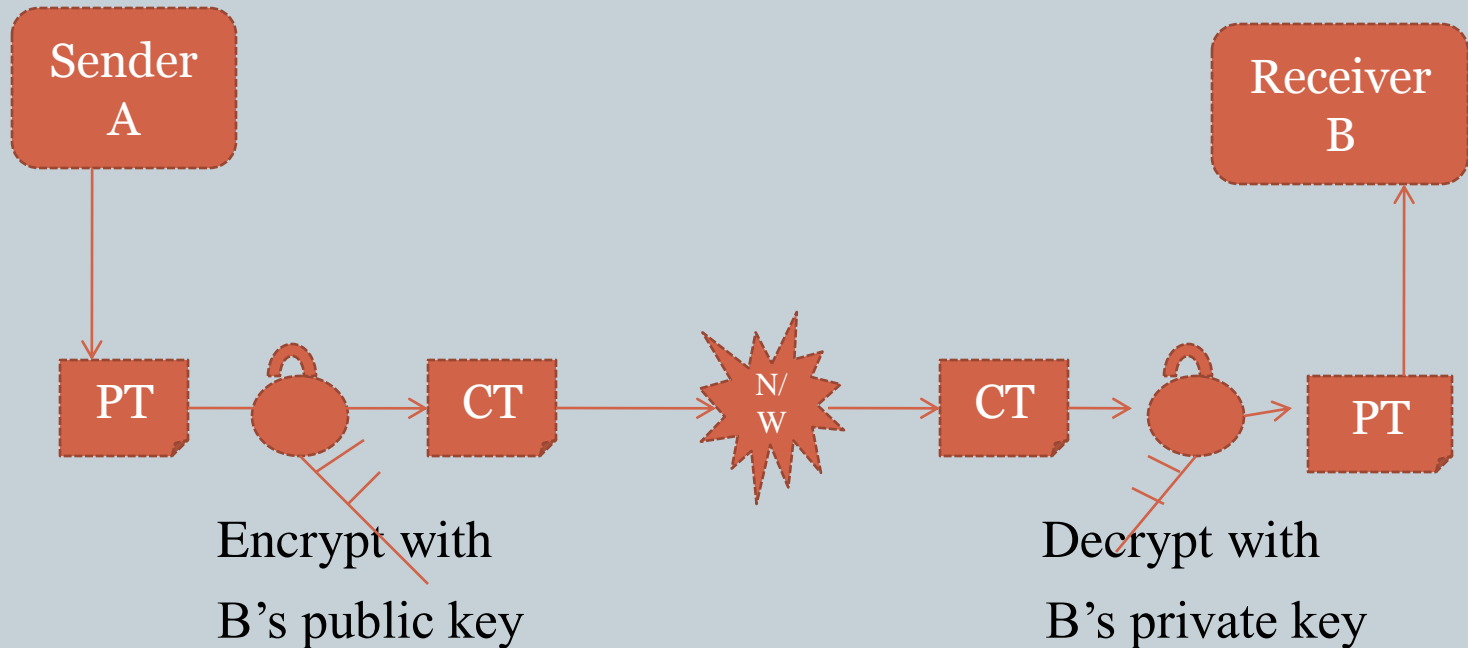 Sender
A
Receiver
B
PT
CT
N/
W
CT
PT
Encrypt with
B’s public key
Decrypt with
B’s private key